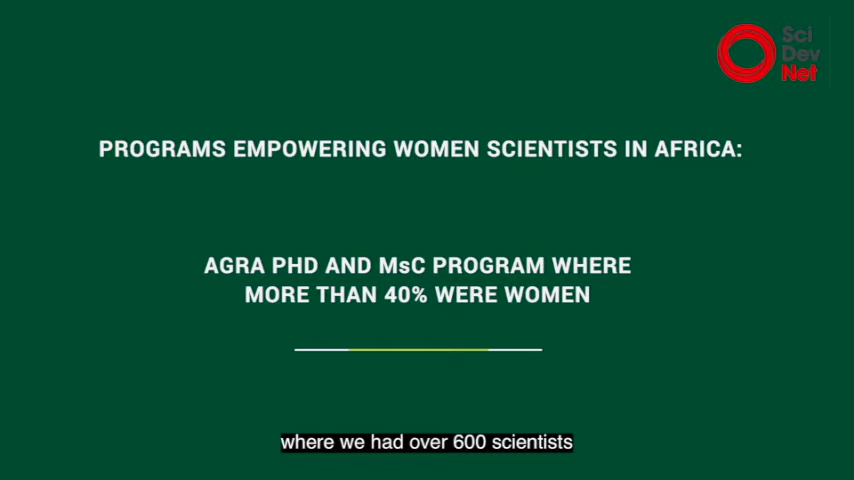 Sci
Dev
Net
PROGRAMS EMPOWERING WOMEN SCIENTISTS IN AFRICA:
AGRA PHD AND MsC PROGRAM WHERE
MORE THAN 40% WERE WOMEN
where we had over 600 scientists